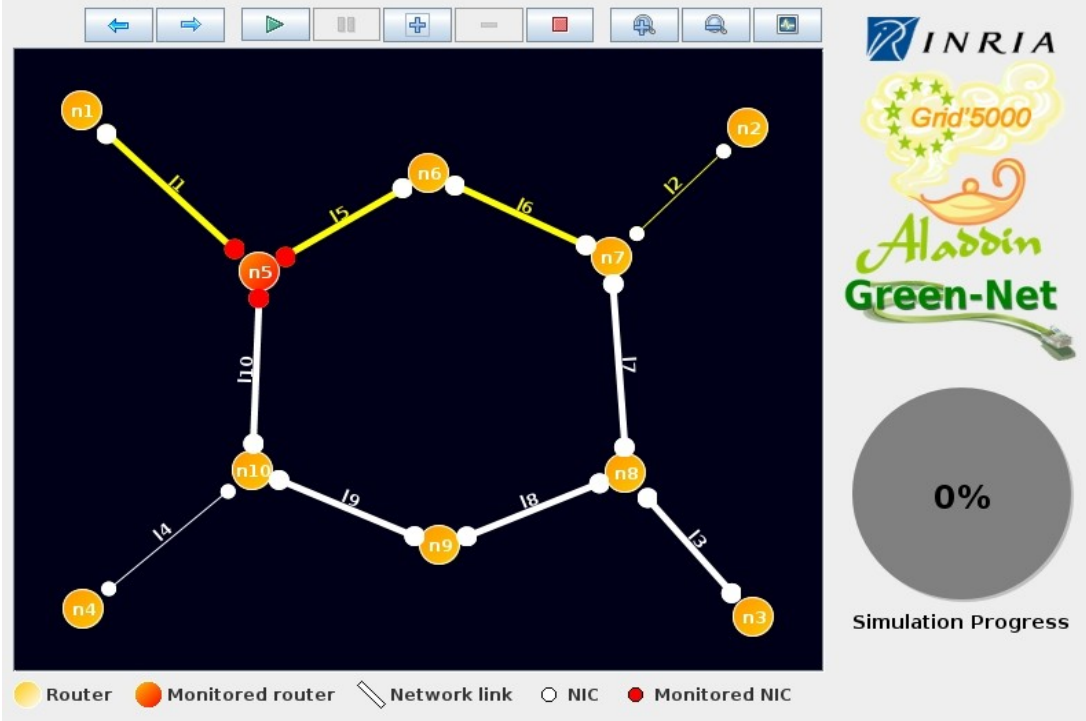 INRIA
Grid'5000
Aladdin
Green-Net
n1
n2
l1
l2
n6
l5
l6
n5
n7
l10
l7
n10
n8
l9
l8
l4
l3
n9
n4
n3
0%
Simulation Progress
Router Monitored router Network link NIC Monitored NIC